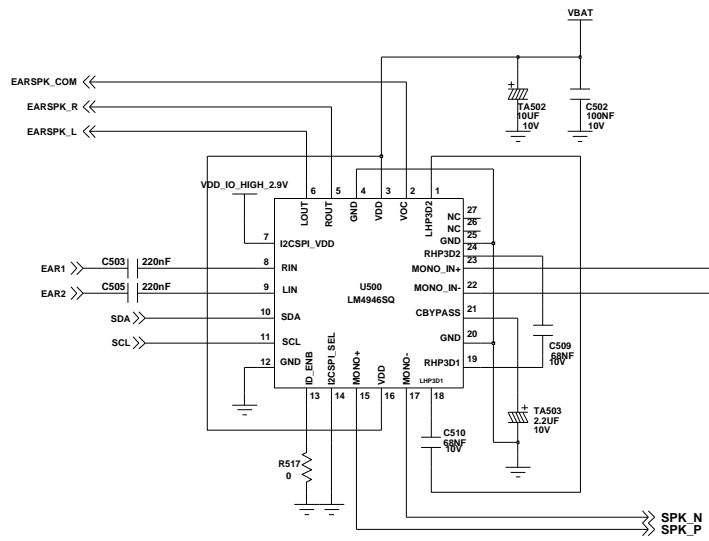 VBAT
EARSPK_COM
EARSPK_R
EARSPK_L
TA502
10UF
10V
C502
100NF
10V
VDD_IO_HIGH_2.9V
6 5 4 3 2 1
LOUT
ROUT
GND
VDD
VOC
LHP3D2
27
NC
26
NC
25
GND
24
RHP3D2
7
I2CSPI_VDD
23
MONO_IN+
EAR1
C503
220nF
8
RIN
U500
LM4946SQ
22
MONO_IN-
EAR2
C505
220nF
9
LIN
21
CBYPASS
SDA
10
SDA
SCL
11
SCL
20
GND
12
GND
19
RHP3D1
C509
68NF
10V
ID_ENB
I2CSPI_SEL
MONO+
VDD
MONO-
LHP3D1
13 14 15 16 17 18
TA503
2.2UF
10V
C510
68NF
10V
R517
0
SPK_N
SPK_P